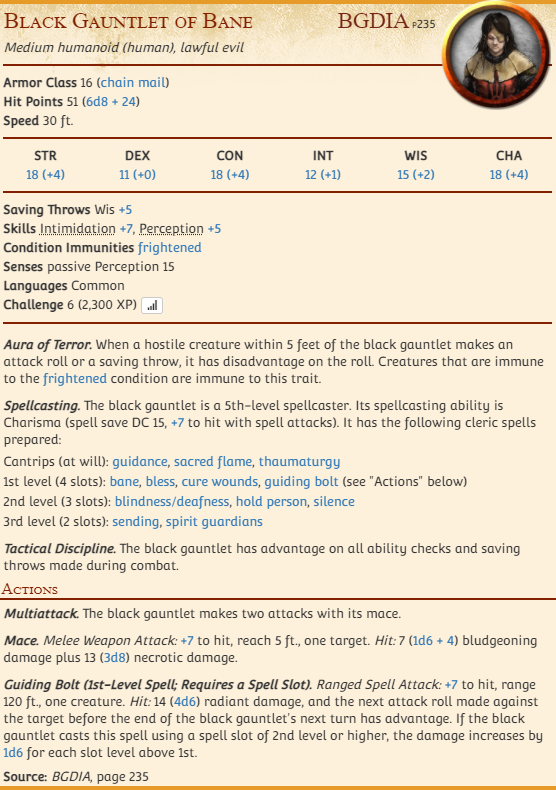 Black Gauntlet of Bane BGDIA P235
Medium humanoid (human), lawful evil
Armor Class 16 (chain mail)
Hit Points 51 (6d8 + 24)
Speed 30 ft.
STR DEX CON INT WIS CHA
18 (+4) 11 (+0) 18 (+4) 12 (+1) 15 (+2) 18 (+4)
Saving Throws Wis +5
Skills Intimidation +7, Perception +5
Condition Immunities frightened
Senses passive Perception 15
Languages Common
Challenge 6 (2,300 XP)
Aura of Terror. When a hostile creature within 5 feet of the black gauntlet makes an
attack roll or a saving throw, it has disadvantage on the roll. Creatures that are immune
to the frightened condition are immune to this trait.
Spellcasting. The black gauntlet is a 5th-level spellcaster. Its spellcasting ability is
Charisma (spell save DC 15, +7 to hit with spell attacks). It has the following cleric spells
prepared:
Cantrips (at will): guidance, sacred flame, thaumaturgy
1st level (4 slots): bane, bless, cure wounds, guiding bolt (see "Actions" below)
2nd level (3 slots): blindness/deafness, hold person, silence
3rd level (2 slots): sending, spirit guardians
Tactical Discipline. The black gauntlet has advantage on all ability checks and saving
throws made during combat.
Actions
Multiattack. The black gauntlet makes two attacks with its mace.
Mace. Melee Weapon Attack: +7 to hit, reach 5 ft., one target. Hit: 7 (1d6 + 4) bludgeoning
damage plus 13 (3d8) necrotic damage.
Guiding Bolt (1st-Level Spell; Requires a Spell Slot). Ranged Spell Attack: +7 to hit, range
120 ft., one creature. Hit: 14 (4d6) radiant damage, and the next attack roll made against
the target before the end of the black gauntlet's next turn has advantage. If the black
gauntlet casts this spell using a spell slot of 2nd level or higher, the damage increases by
1d6 for each slot level above 1st.
Source: BGDIA, page 235